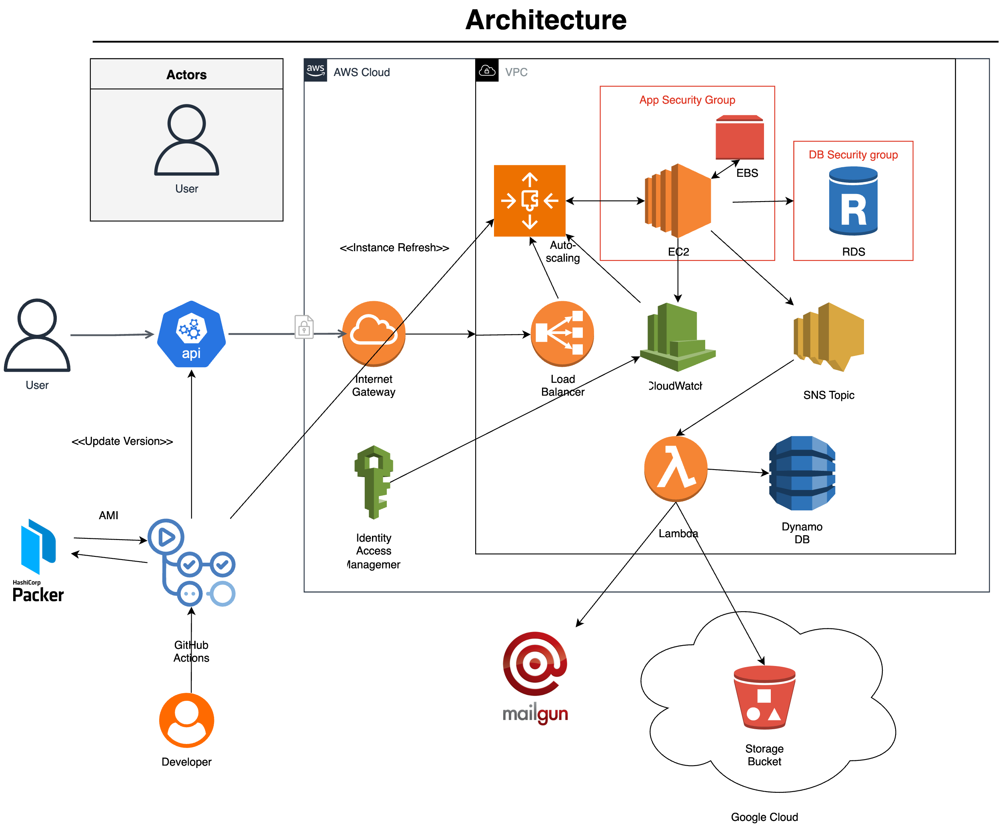 Architecture
Actors
User
aws
AWS Cloud
VPC
App Security Group
EBS
DB Security group
R
RDS
EC2
<<Instance Refresh>>
Auto-
scaling
api
User
Internet
Gateway
Load
Balancer
CloudWatch
SNS Topic
<<Update Version>>
AMI
HashiCorp
Packer
Identity
Access
Managemen
λ
Lambda
Dynamo
DB
GitHub
Actions
Developer
mailgun
Storage
Bucket
Google Cloud